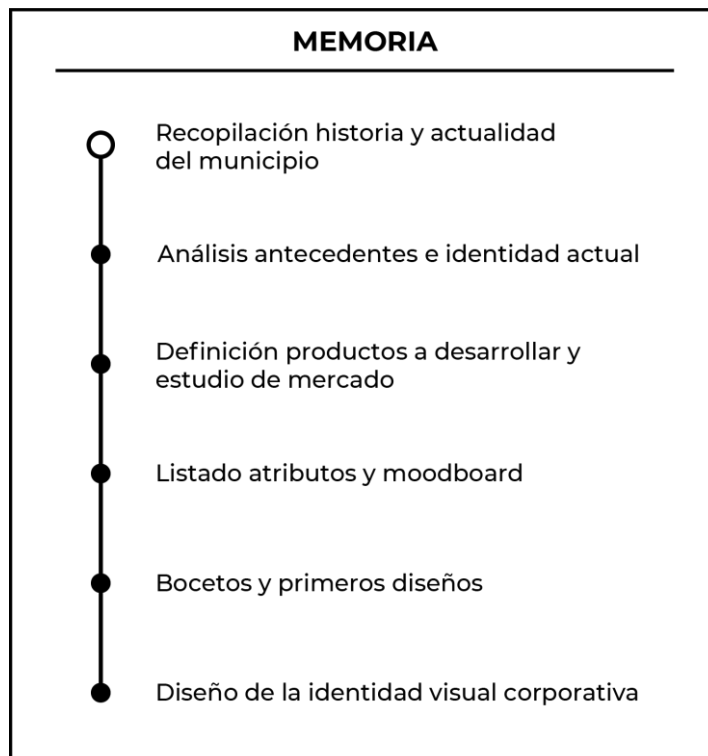 MEMORIA
Recopilación historia y actualidad
del municipio
Análisis antecedentes e identidad actual
Definición productos a desarrollar y
estudio de mercado
Listado atributos y moodboard
Bocetos y primeros diseños
Diseño de la identidad visual corporativa